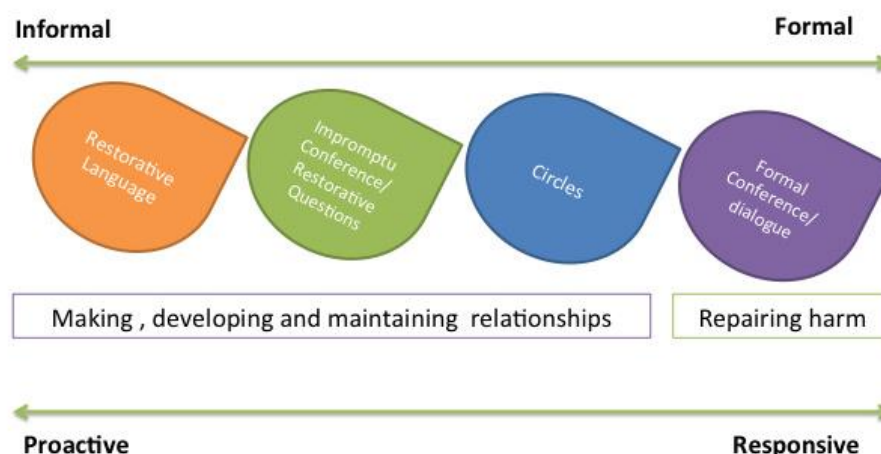 Informal
Formal
Restorative
Language
Impromptu
Conference/
Restorative
Questions
Circles
Formal
Conference/
dialogue
Making , developing and maintaining relationships
Repairing harm
Proactive
Responsive